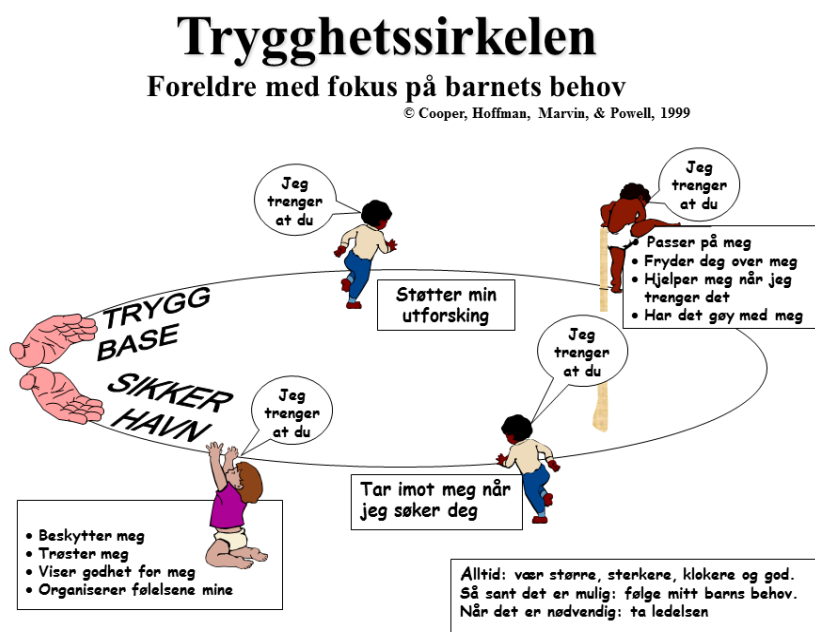 Trygghetssirkelen
Foreldre med fokus på barnets behov
© Cooper, Hoffman, Marvin, & Powell, 1999
Jeg
trenger
at du
Støtter min
utforsking
Jeg
trenger
at du
• Passer på meg
• Fryder deg over meg
• Hjelper meg når jeg
trenger det
• Har det gøy med meg
TRYGG
BASE
SIKKER
HAVN
Jeg
trenger
at du
Tar imot meg når
jeg søker deg
Jeg
trenger
at du
• Beskytter meg
• Trøster meg
• Viser godhet for meg
• Organiserer følelsene mine
Alltid: vær større, sterkere, klokere og god.
Så sant det er mulig: følge mitt barns behov.
Når det er nødvendig: ta ledelsen